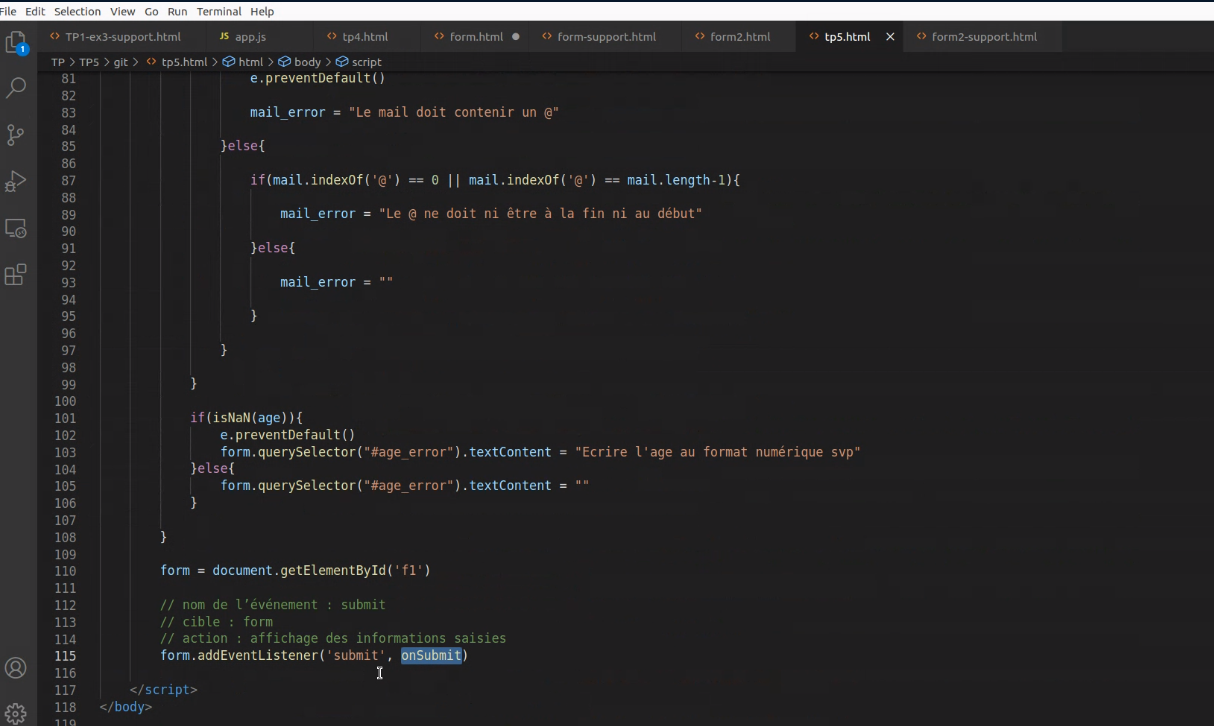 File Edit Selection View Go Run Terminal Help
TP1-ex3-support.html JS app.js tp4.html form.html form-support.html form2.html tp5.html form2-support.html
1
TP > TP5 > git > tp5.html > html > body > script
81 e.preventDefault()
82
83 mail_error = "Le mail doit contenir un @"
84
85 }else{
86
87 if(mail.indexOf('@') == 0 || mail.indexOf('@') == mail.length-1){
88
89 mail_error = "Le @ ne doit ni être à la fin ni au début"
90
91 }else{
92
93 mail_error = ""
94
95 }
96
97 }
98
99 }
100
101 if(isNaN(age)){
102 e.preventDefault()
103 form.querySelector("#age_error").textContent = "Ecrire l'age au format numérique svp"
104 }else{
105 form.querySelector("#age_error").textContent = ""
106 }
107
108 }
109
110 form = document.getElementById('f1')
111
112 // nom de l’événement : submit
113 // cible : form
114 // action : affichage des informations saisies
115 form.addEventListener('submit', onSubmit)
116
117 </script>
118 </body>
119